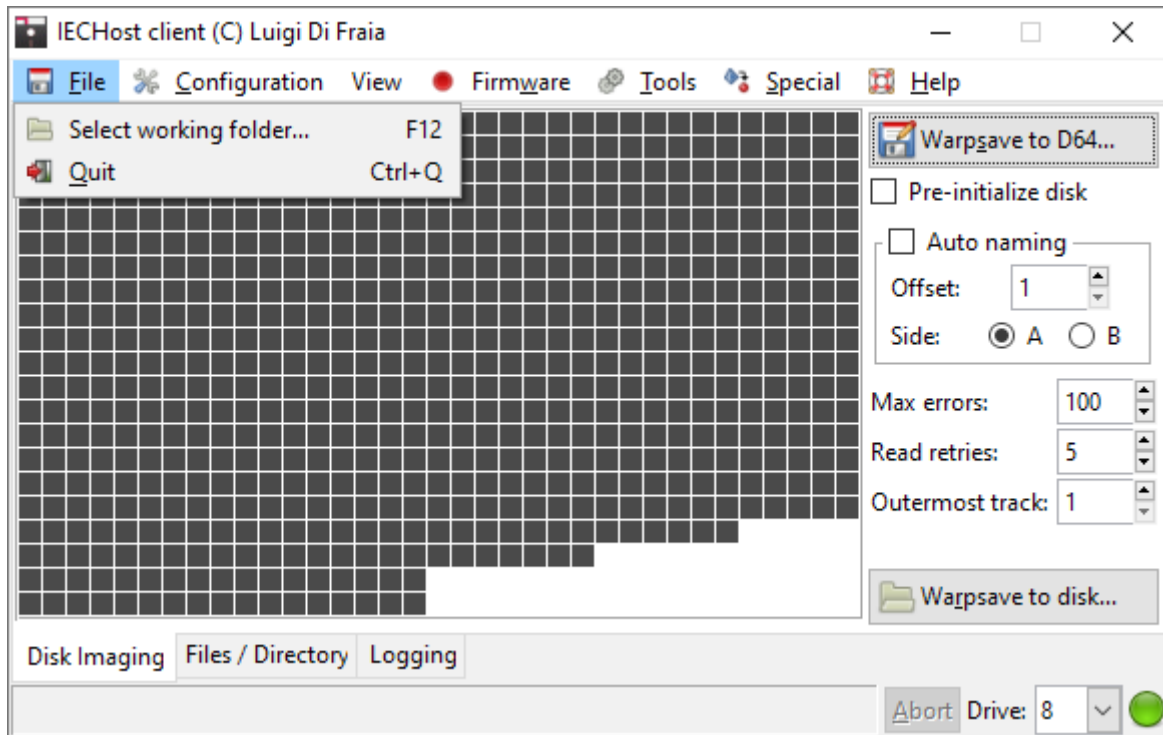 IECHost client (C) Luigi Di Fraia
File Configuration View Firmware Tools Special Help
Select working folder... F12
Quit Ctrl+Q
Warpsave to D64...
Pre-initialize disk
Auto naming
Offset: 1
Side: A B
Max errors: 100
Read retries: 5
Outermost track: 1
Warpsave to disk...
Disk Imaging Files / Directory Logging
Abort Drive: 8